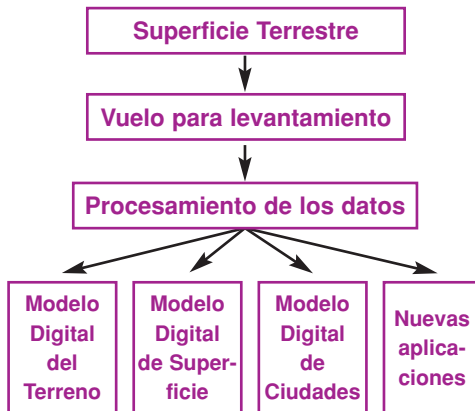 Superficie Terrestre
Vuelo para levantamiento
Procesamiento de los datos
Modelo
Digital
del
Terreno
Modelo
Digital
de Super-
ficie
Modelo
Digital
de
Ciudades
Nuevas
aplica-
ciones